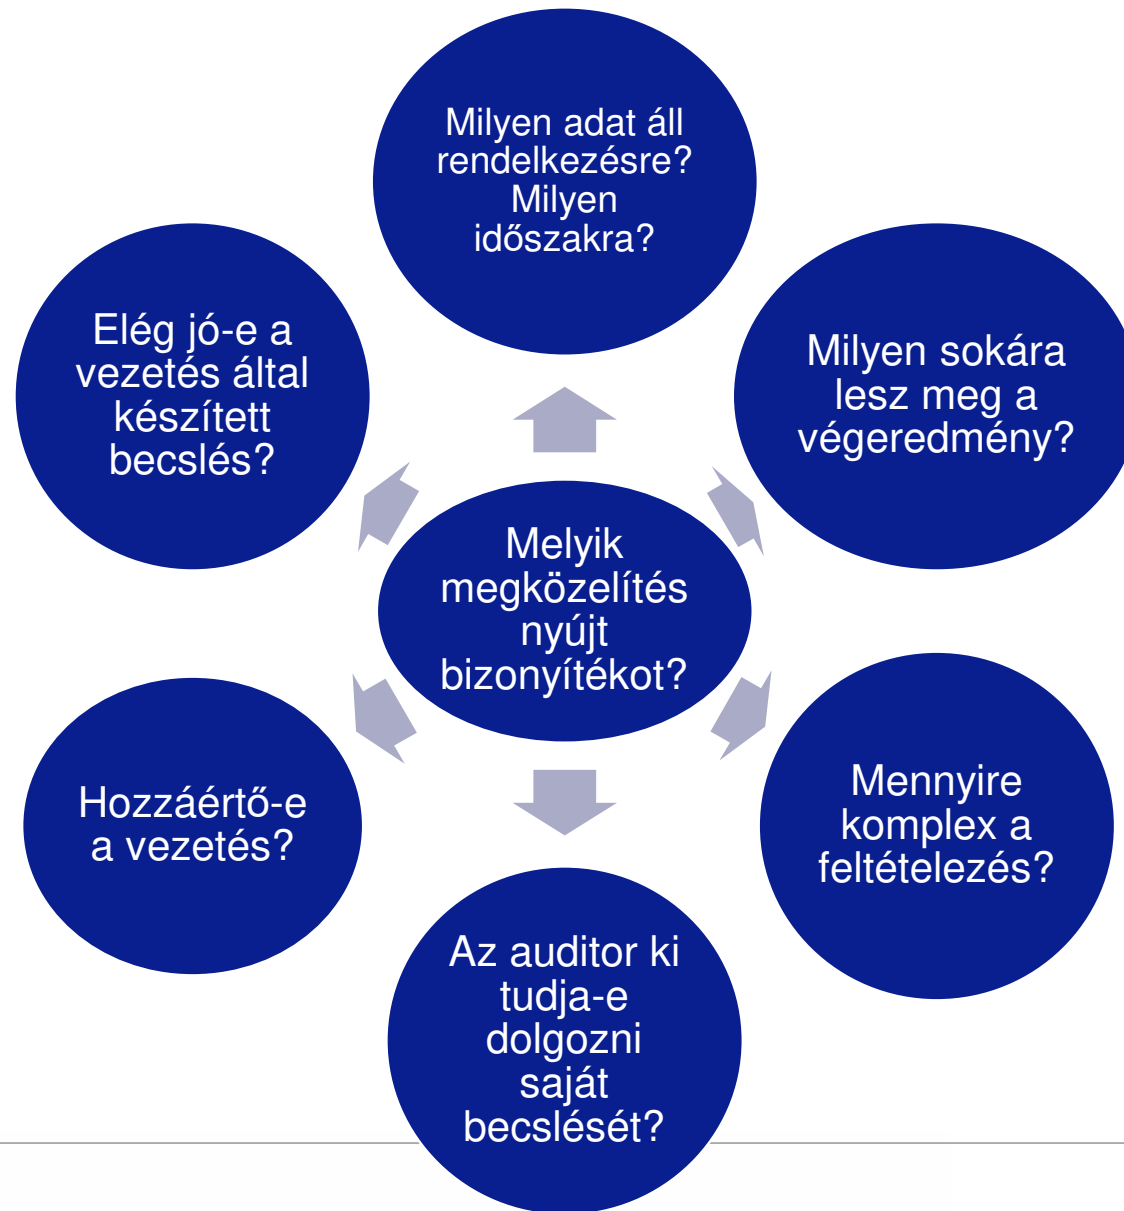 Milyen adat áll
rendelkezésre?
Milyen
időszakra?
Elég jó-e a
vezetés által
készített
becslés?
Milyen sokára
lesz meg a
végeredmény?
Melyik
megközelítés
nyújt
bizonyítékot?
Hozzáértő-e
a vezetés?
Mennyire
komplex a
feltételezés?
Az auditor ki
tudja-e
dolgozni
saját
becslését?